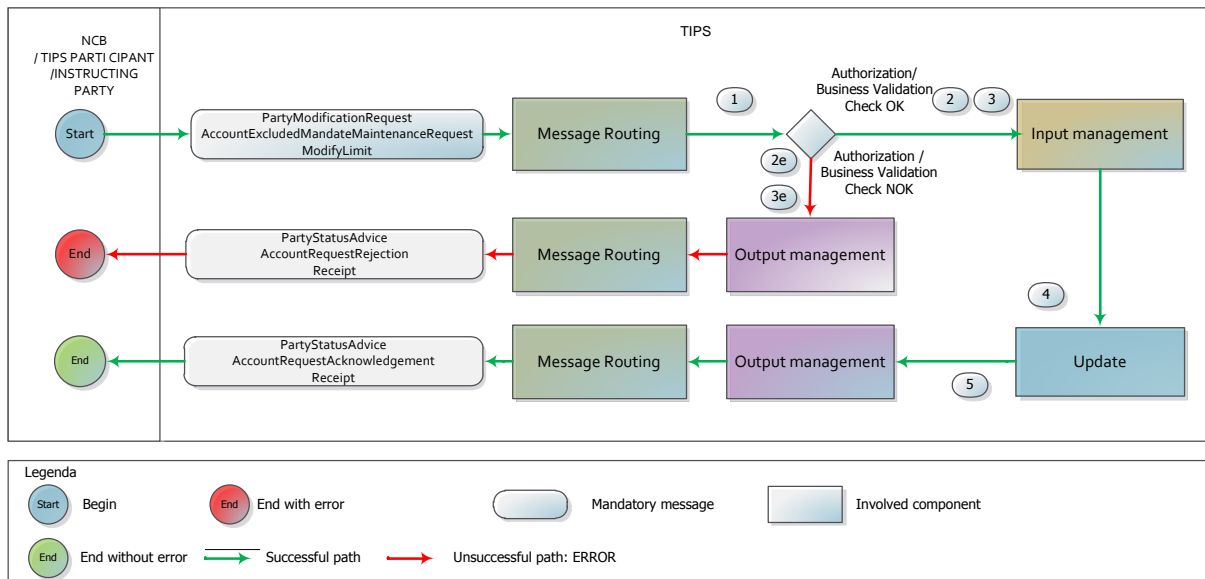 NCB
/ TIPS PARTI CIPANT
/INSTRUCTING
PARTY
TIPS
Start
PartyModificationRequest
AccountExcludedMandateMaintenanceRequest
ModifyLimit
Message Routing
1
Authorization/
Business Validation
Check OK
2
3
Input management
2e
3e
Authorization /
Business Validation
Check NOK
End
PartyStatusAdvice
AccountRequestRejection
Receipt
Message Routing
Output management
4
End
PartyStatusAdvice
AccountRequestAcknowledgement
Receipt
Message Routing
Output management
5
Update
Legenda
Start
Begin
End
End with error
Mandatory message
Involved component
End
End without error
Successful path
Unsuccessful path: ERROR